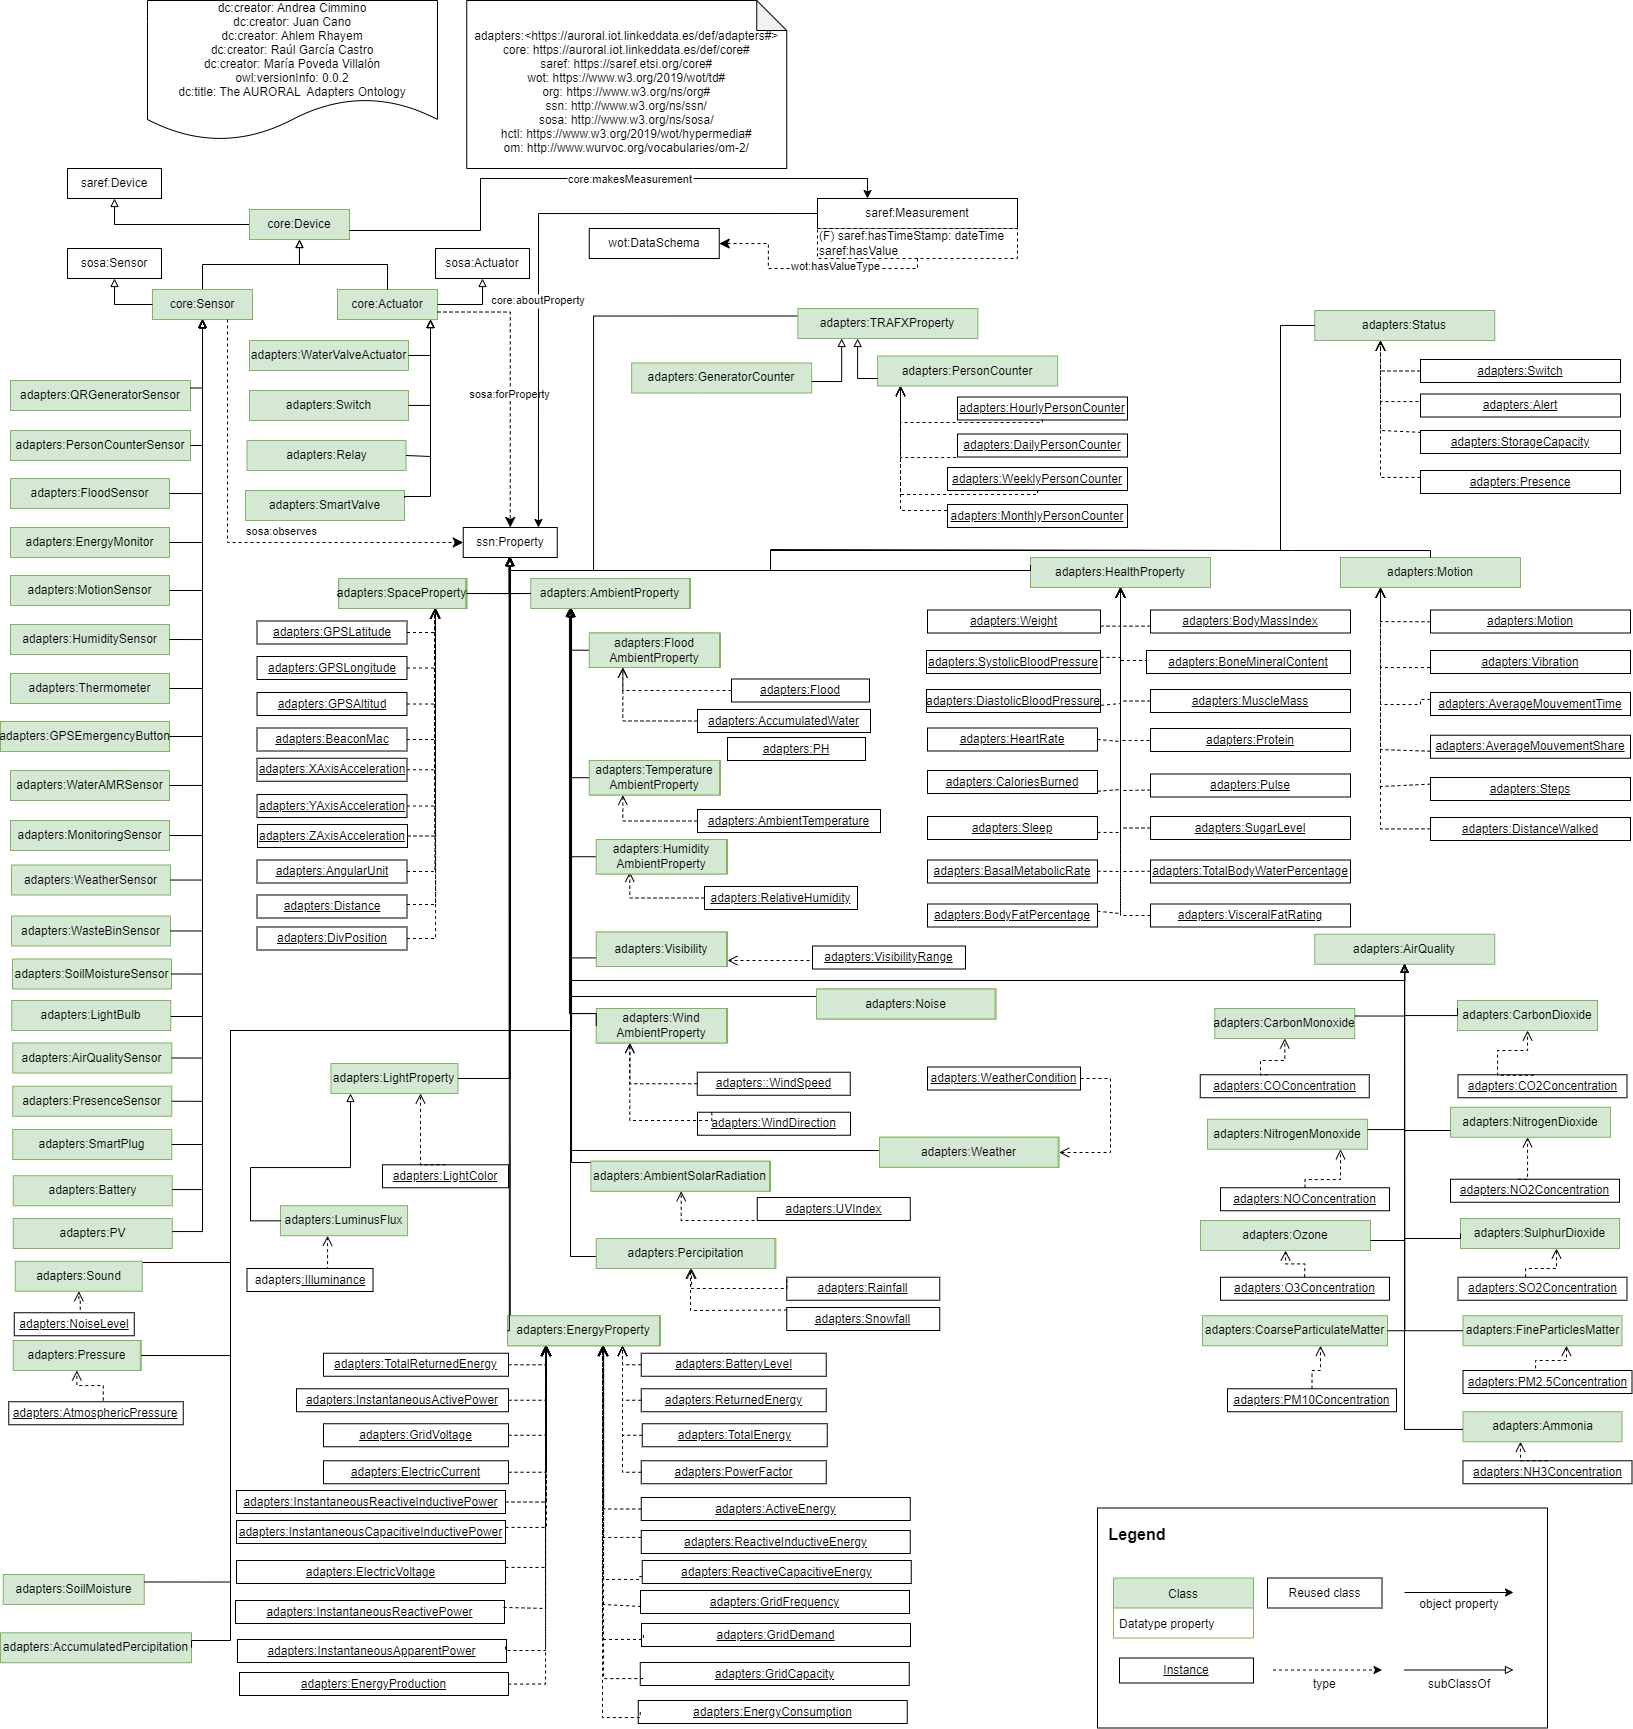 dc:creator: Andrea Cimmino
dc:creator: Juan Cano
dc:creator: Ahlem Rhayem
dc:creator: Raúl García Castro
dc:creator: María Poveda Villalón
owl:versionInfo: 0.0.2
dc:title: The AURORAL Adapters Ontology
adapters:<https://auroral.iot.linkeddata.es/def/adapters#>
core: https://auroral.iot.linkeddata.es/def/core#
saref: https://saref.etsi.org/core#
wot: https://www.w3.org/2019/wot/td#
org: https://www.w3.org/ns/org#
ssn: http://www.w3.org/ns/ssn/
sosa: http://www.w3.org/ns/sosa/
hctl: https://www.w3.org/2019/wot/hypermedia#
om: http://www.wurvoc.org/vocabularies/om-2/
saref:Device
core:makesMeasurement
core:Device
saref:Measurement
(F) saref:hasTimeStamp: dateTime
saref:hasValue
wot:DataSchema
wot:hasValueType
sosa:Sensor
sosa:Actuator
core:Sensor
core:Actuator
core:aboutProperty
sosa:forProperty
sosa:observes
ssn:Property
adapters:WaterValveActuator
adapters:Switch
adapters:Relay
adapters:SmartValve
adapters:QRGeneratorSensor
adapters:PersonCounterSensor
adapters:FloodSensor
adapters:EnergyMonitor
adapters:MotionSensor
adapters:HumiditySensor
adapters:Thermometer
adapters:GPSEmergencyButton
adapters:WaterAMRSensor
adapters:MonitoringSensor
adapters:WeatherSensor
adapters:WasteBinSensor
adapters:SoilMoistureSensor
adapters:LightBulb
adapters:AirQualitySensor
adapters:PresenceSensor
adapters:SmartPlug
adapters:Battery
adapters:PV
adapters:Sound
adapters:NoiseLevel
adapters:Pressure
adapters:AtmosphericPressure
adapters:SoilMoisture
adapters:AccumulatedPercipitation
adapters:TRAFXProperty
adapters:GeneratorCounter
adapters:PersonCounter
adapters:HourlyPersonCounter
adapters:DailyPersonCounter
adapters:WeeklyPersonCounter
adapters:MonthlyPersonCounter
adapters:Status
adapters:Switch
adapters:Alert
adapters:StorageCapacity
adapters:Presence
adapters:SpaceProperty
adapters:GPSLatitude
adapters:GPSLongitude
adapters:GPSAltitud
adapters:BeaconMac
adapters:XAxisAcceleration
adapters:YAxisAcceleration
adapters:ZAxisAcceleration
adapters:AngularUnit
adapters:Distance
adapters:DivPosition
adapters:AmbientProperty
adapters:Flood
AmbientProperty
adapters:Flood
adapters:AccumulatedWater
adapters:PH
adapters:Temperature
AmbientProperty
adapters:AmbientTemperature
adapters:Humidity
AmbientProperty
adapters:RelativeHumidity
adapters:Visibility
adapters:VisibilityRange
adapters:Noise
adapters:Wind
AmbientProperty
adapters::WindSpeed
adapters:WindDirection
adapters:WeatherCondition
adapters:Weather
adapters:AmbientSolarRadiation
adapters:UVIndex
adapters:Percipitation
adapters:Rainfall
adapters:Snowfall
adapters:HealthProperty
adapters:Weight
adapters:BodyMassIndex
adapters:SystolicBloodPressure
adapters:BoneMineralContent
adapters:DiastolicBloodPressure
adapters:MuscleMass
adapters:HeartRate
adapters:Protein
adapters:CaloriesBurned
adapters:Pulse
adapters:Sleep
adapters:SugarLevel
adapters:BasalMetabolicRate
adapters:TotalBodyWaterPercentage
adapters:BodyFatPercentage
adapters:VisceralFatRating
adapters:Motion
adapters:Motion
adapters:Vibration
adapters:AverageMouvementTime
adapters:AverageMouvementShare
adapters:Steps
adapters:DistanceWalked
adapters:AirQuality
adapters:CarbonMonoxide
adapters:CarbonDioxide
adapters:COConcentration
adapters:CO2Concentration
adapters:NitrogenMonoxide
adapters:NitrogenDioxide
adapters:NOConcentration
adapters:NO2Concentration
adapters:Ozone
adapters:SulphurDioxide
adapters:O3Concentration
adapters:SO2Concentration
adapters:CoarseParticulateMatter
adapters:FineParticlesMatter
adapters:PM10Concentration
adapters:PM2.5Concentration
adapters:Ammonia
adapters:NH3Concentration
adapters:LightProperty
adapters:LightColor
adapters:LuminusFlux
adapters:Illuminance
adapters:EnergyProperty
adapters:TotalReturnedEnergy
adapters:InstantaneousActivePower
adapters:GridVoltage
adapters:ElectricCurrent
adapters:InstantaneousReactiveInductivePower
adapters:InstantaneousCapacitiveInductivePower
adapters:ElectricVoltage
adapters:InstantaneousReactivePower
adapters:InstantaneousApparentPower
adapters:EnergyProduction
adapters:BatteryLevel
adapters:ReturnedEnergy
adapters:TotalEnergy
adapters:PowerFactor
adapters:ActiveEnergy
adapters:ReactiveInductiveEnergy
adapters:ReactiveCapacitiveEnergy
adapters:GridFrequency
adapters:GridDemand
adapters:GridCapacity
adapters:EnergyConsumption
Legend
Class
Datatype property
Reused class
object property
Instance
type
subClassOf